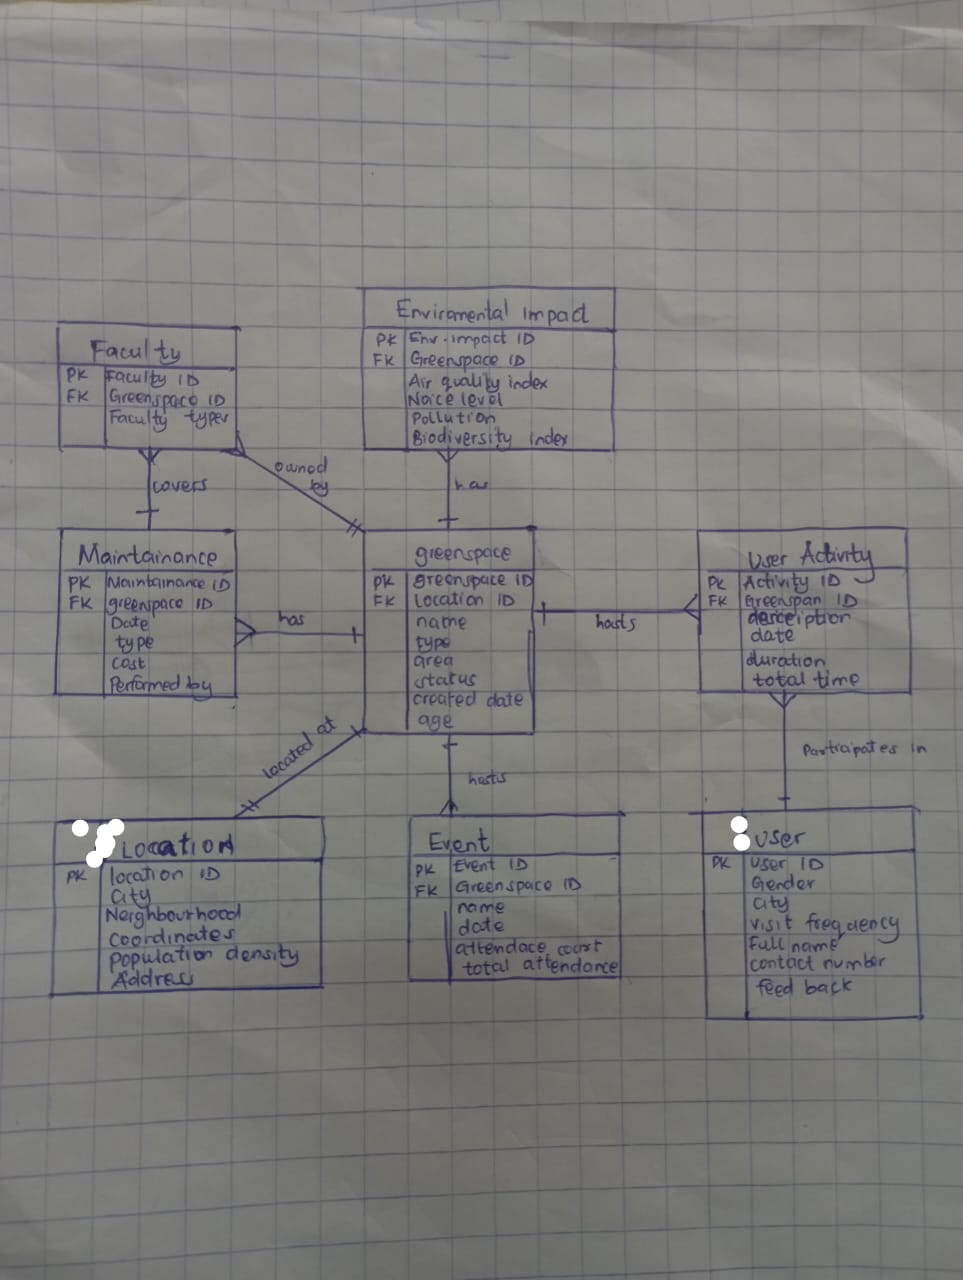 Enviromental impact
PK Env.impact ID
FK Greenspace ID
Air quality index
Noice level
Pollution
Biodiversity index
Faculty
PK Faculty ID
FK Greenspace ID
Faculty types
covers
owned by
has
Maintainance
PK Maintainance ID
FK greenspace ID
Date
type
cost
Performed by
has
greenspace
PK greenspace ID
FK Location ID
name
type
area
status
created date
age
hosts
User Activity
PK Activity ID
FK Greenspan ID
description
date
duration
total time
located at
hosts
Participates in
Location
PK location ID
City
Neighbourhood
coordinates
population density
Address
Event
PK Event ID
FK Greenspace ID
name
date
attendace court
total attendance
User
PK User ID
Gender
city
visit frequency
Full name
contact number
feed back